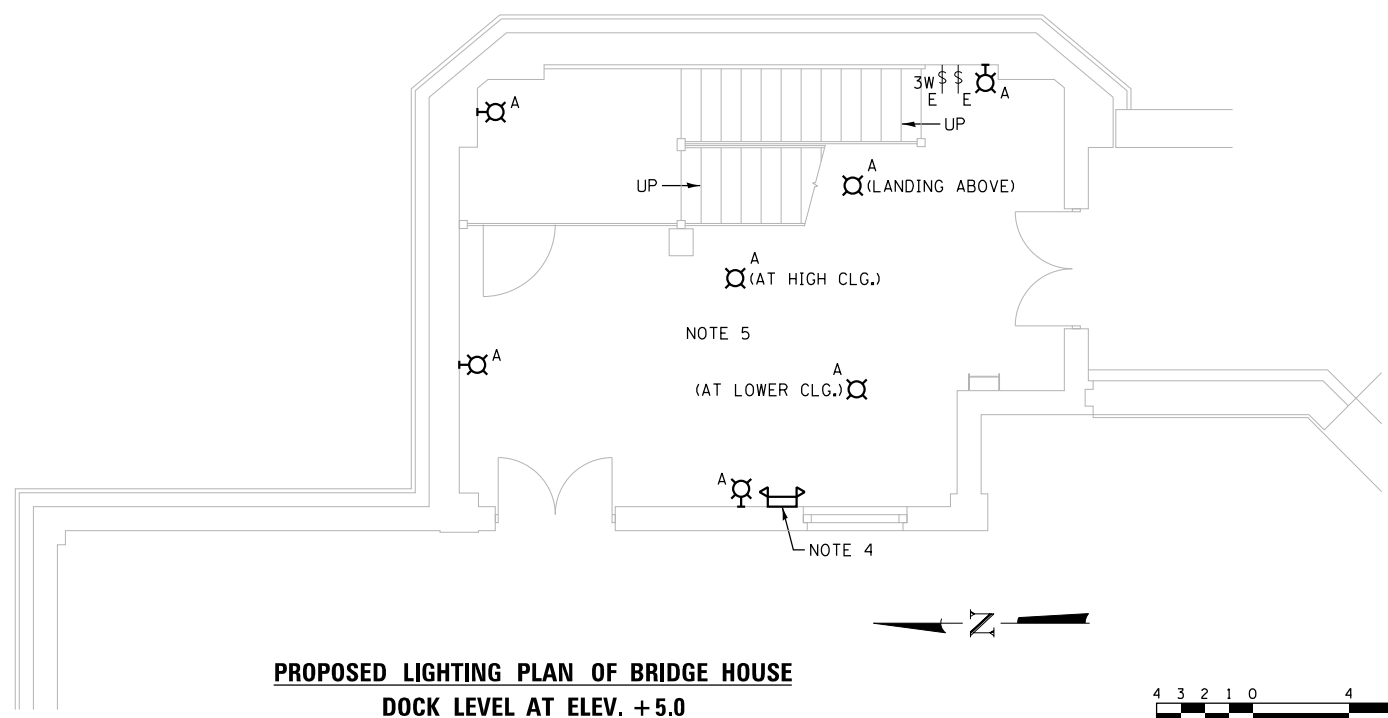 A
3W $ $
E E
A
UP
A
UP
(LANDING ABOVE)
A
(AT HIGH CLG.)
NOTE 5
A
A
(AT LOWER CLG.)
A
NOTE 4
N
PROPOSED LIGHTING PLAN OF BRIDGE HOUSE
DOCK LEVEL AT ELEV. +5.0
4 3 2 1 0 4